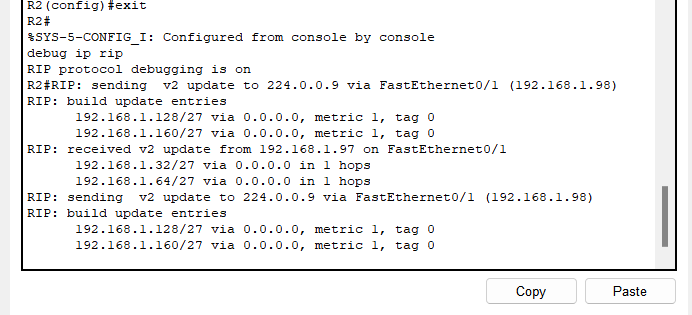 R2(config)#exit
R2#
%SYS-5-CONFIG_I: Configured from console by console
debug ip rip
RIP protocol debugging is on
R2#RIP: sending  v2 update to 224.0.0.9 via FastEthernet0/1 (192.168.1.98)
RIP: build update entries
      192.168.1.128/27 via 0.0.0.0, metric 1, tag 0
      192.168.1.160/27 via 0.0.0.0, metric 1, tag 0
RIP: received v2 update from 192.168.1.97 on FastEthernet0/1
      192.168.1.32/27 via 0.0.0.0 in 1 hops
      192.168.1.64/27 via 0.0.0.0 in 1 hops
RIP: sending  v2 update to 224.0.0.9 via FastEthernet0/1 (192.168.1.98)
RIP: build update entries
      192.168.1.128/27 via 0.0.0.0, metric 1, tag 0
      192.168.1.160/27 via 0.0.0.0, metric 1, tag 0
Copy Paste